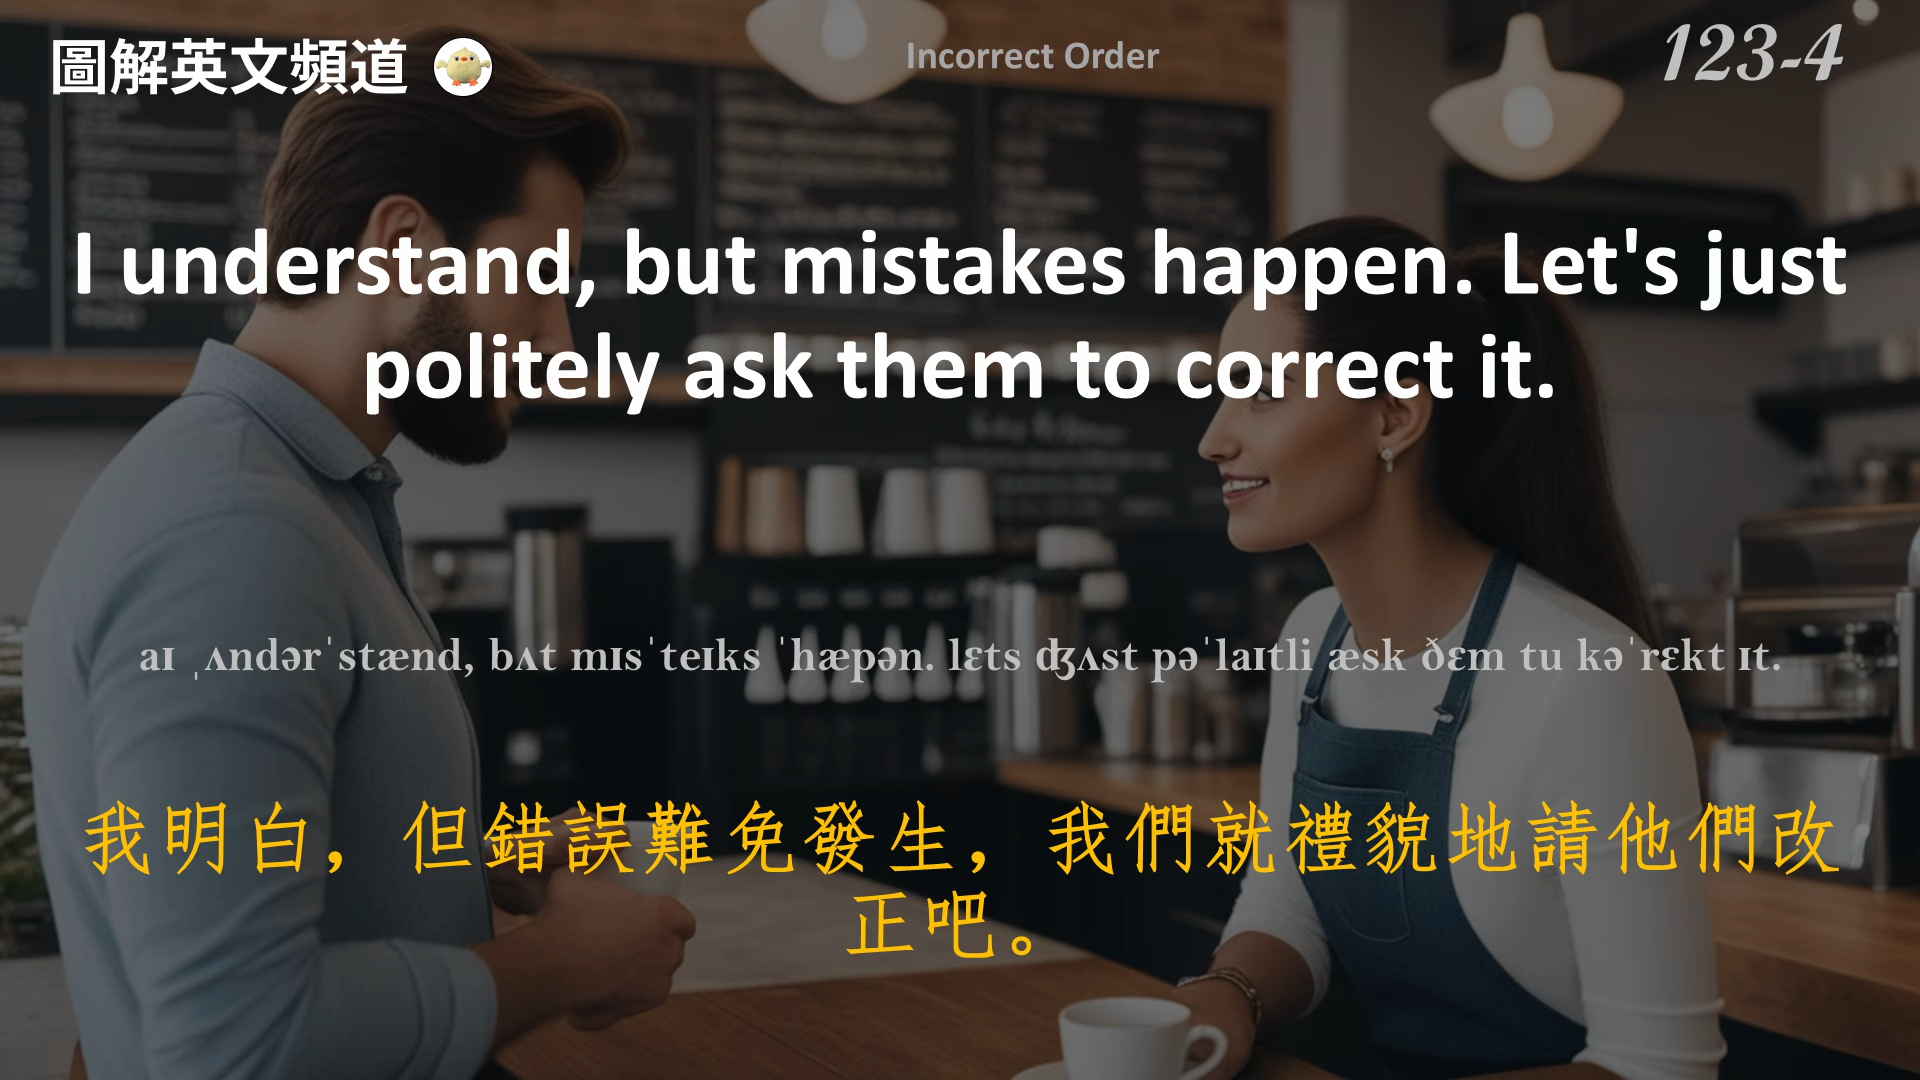 圖解英文頻道
Incorrect Order
123-4
I understand, but mistakes happen. Let's just
politely ask them to correct it.
aɪ ˌʌndərˈstænd, bʌt mɪsˈteɪks ˈhæpən. lɛts ʤʌst pəˈlaɪtli æsk ðɛm tu kəˈrɛkt ɪt.
我明白，但錯誤難免發生，我們就禮貌地請他們改
正吧。